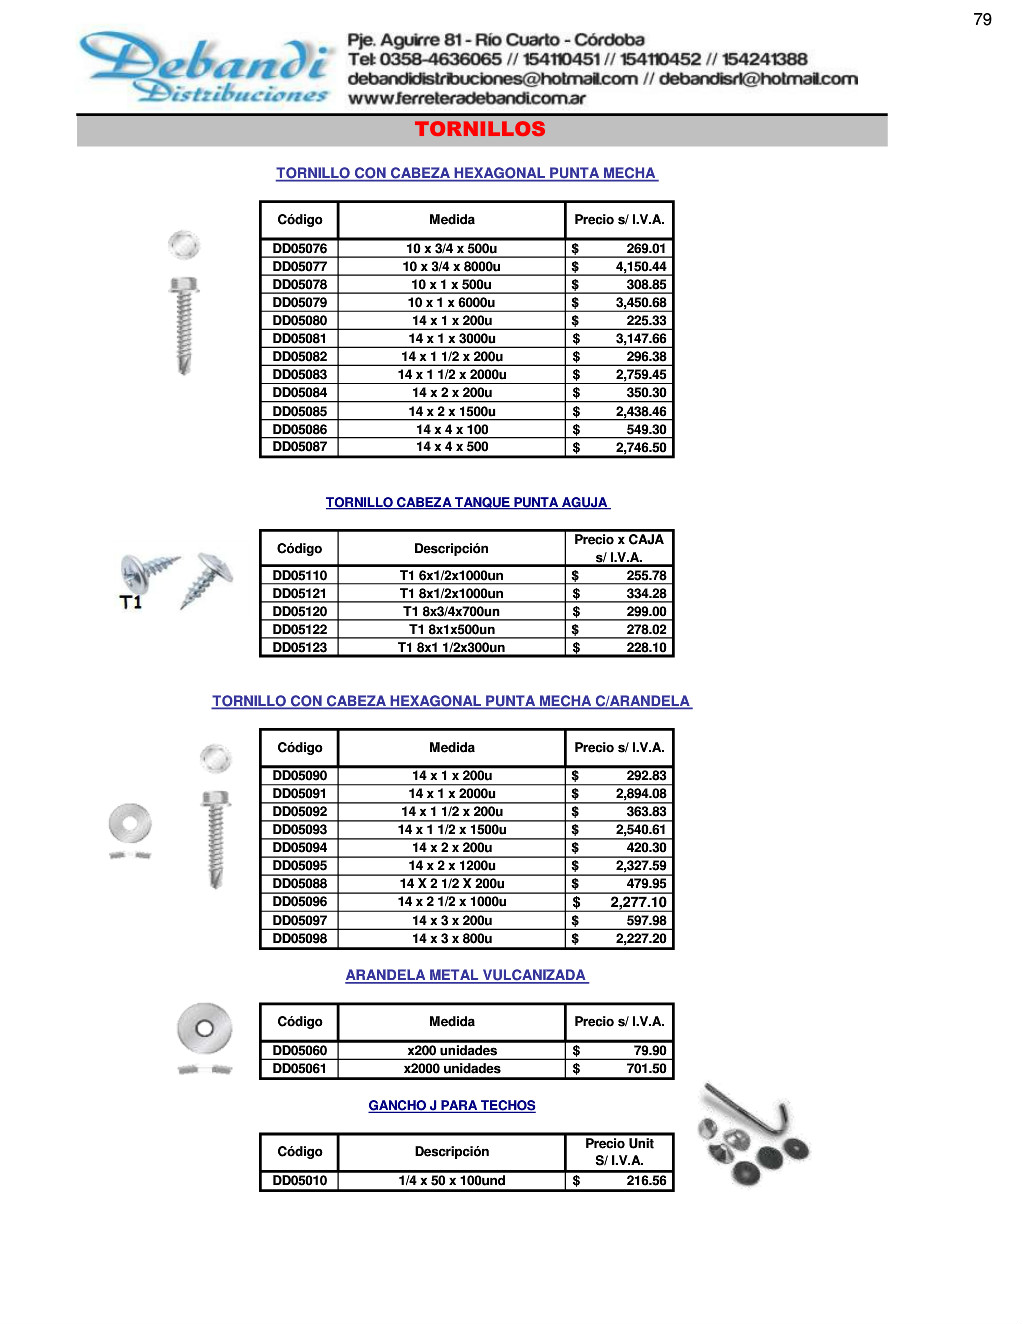 79
Debandi
Distribuciones
Pje. Aguirre 81 - Río Cuarto - Córdoba
Tel: 0358-4636065 // 154110451 // 154110452 // 154241388
debandidistribuciones@hotmail.com // debandisrl@hotmail.com
www.ferreteradebandi.com.ar
TORNILLOS
TORNILLO CON CABEZA HEXAGONAL PUNTA MECHA
Código Medida Precio s/ I.V.A.
DD05076 10 x 3/4 x 500u $ 269.01
DD05077 10 x 3/4 x 8000u $ 4,150.44
DD05078 10 x 1 x 500u $ 308.85
DD05079 10 x 1 x 6000u $ 3,450.68
DD05080 14 x 1 x 200u $ 225.33
DD05081 14 x 1 x 3000u $ 3,147.66
DD05082 14 x 1 1/2 x 200u $ 296.38
DD05083 14 x 1 1/2 x 2000u $ 2,759.45
DD05084 14 x 2 x 200u $ 350.30
DD05085 14 x 2 x 1500u $ 2,438.46
DD05086 14 x 4 x 100 $ 549.30
DD05087 14 x 4 x 500 $ 2,746.50
TORNILLO CABEZA TANQUE PUNTA AGUJA
Código Descripción Precio x CAJA
s/ I.V.A.
DD05110 T1 6x1/2x1000un $ 255.78
DD05121 T1 8x1/2x1000un $ 334.28
DD05120 T1 8x3/4x700un $ 299.00
DD05122 T1 8x1x500un $ 278.02
DD05123 T1 8x1 1/2x300un $ 228.10
T1
TORNILLO CON CABEZA HEXAGONAL PUNTA MECHA C/ARANDELA
Código Medida Precio s/ I.V.A.
DD05090 14 x 1 x 200u $ 292.83
DD05091 14 x 1 x 2000u $ 2,894.08
DD05092 14 x 1 1/2 x 200u $ 363.83
DD05093 14 x 1 1/2 x 1500u $ 2,540.61
DD05094 14 x 2 x 200u $ 420.30
DD05095 14 x 2 x 1200u $ 2,327.59
DD05088 14 X 2 1/2 X 200u $ 479.95
DD05096 14 x 2 1/2 x 1000u $ 2,277.10
DD05097 14 x 3 x 200u $ 597.98
DD05098 14 x 3 x 800u $ 2,227.20
ARANDELA METAL VULCANIZADA
Código Medida Precio s/ I.V.A.
DD05060 x200 unidades $ 79.90
DD05061 x2000 unidades $ 701.50
GANCHO J PARA TECHOS
Código Descripción Precio Unit
S/ I.V.A.
DD05010 1/4 x 50 x 100und $ 216.56